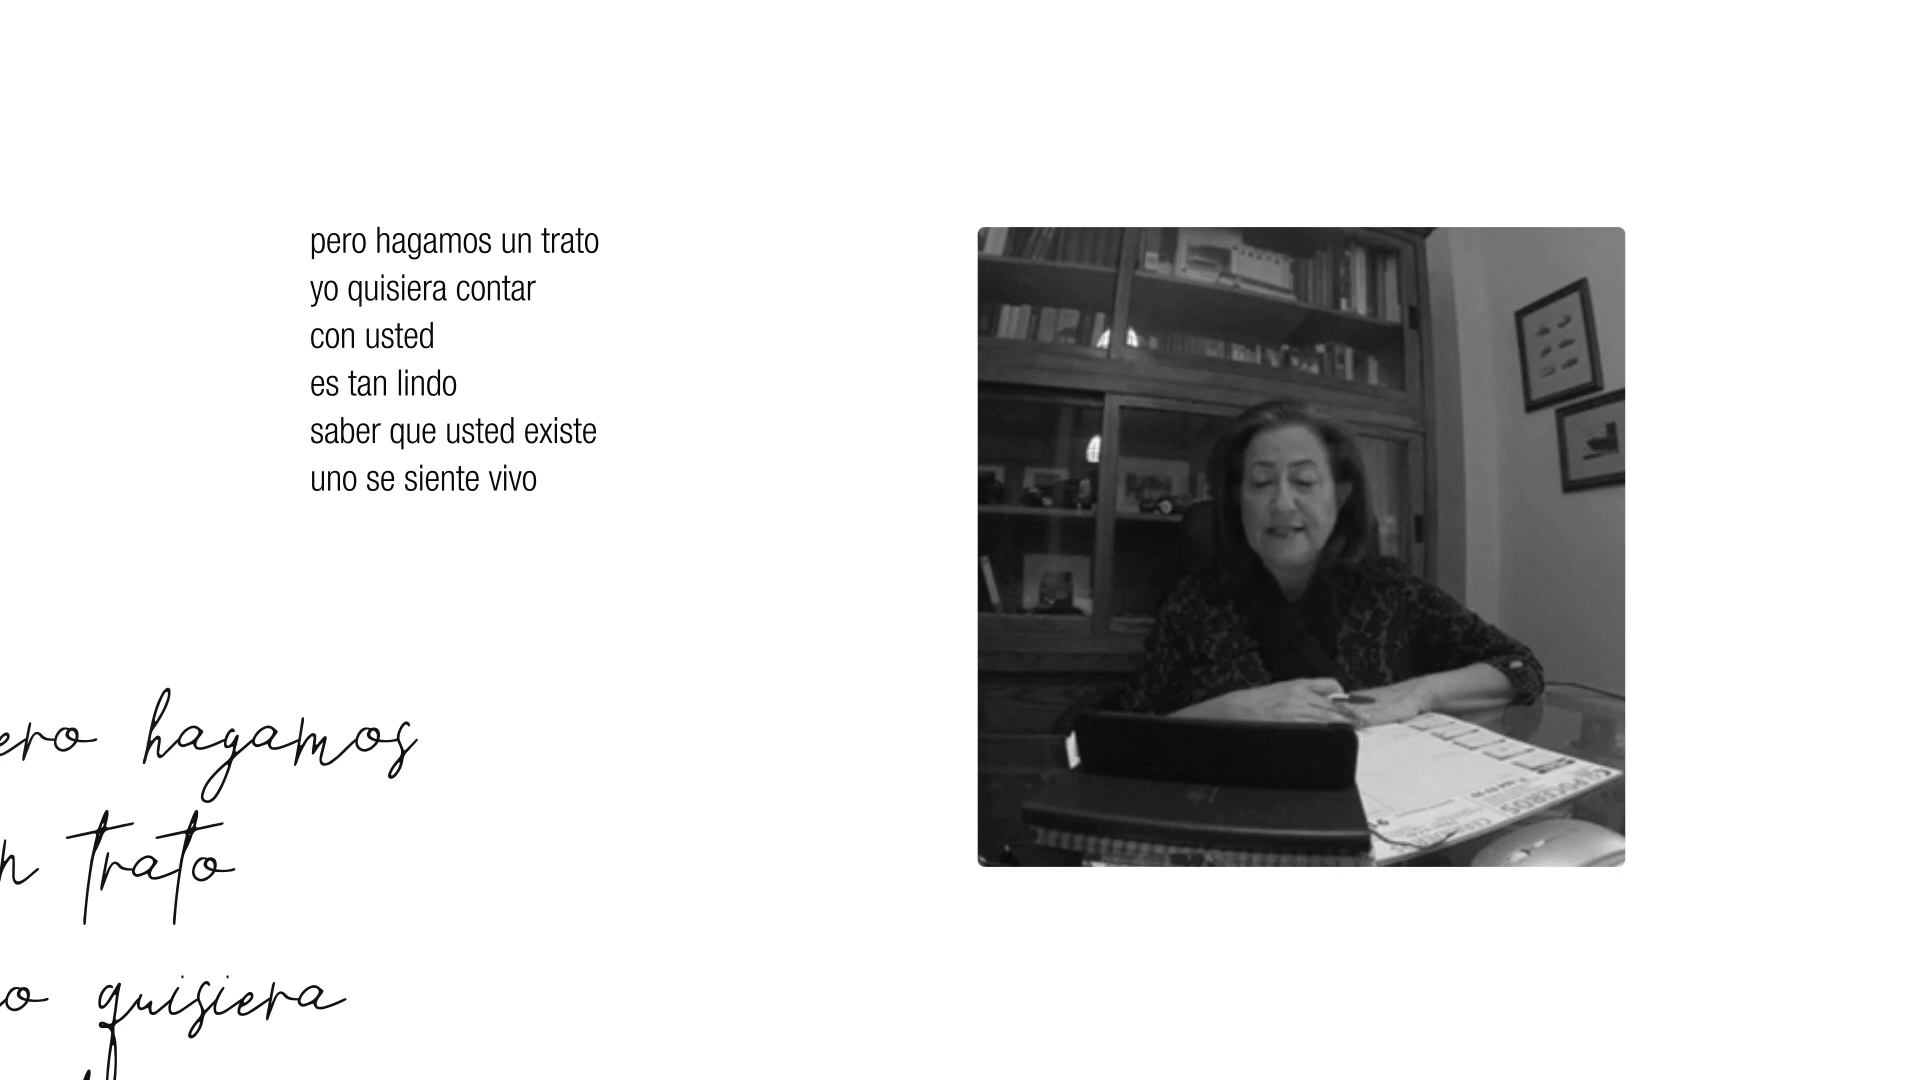 pero hagamos un trato
yo quisiera contar
con usted
es tan lindo
saber que usted existe
uno se siente vivo
ero hagamos
n trato
o quisiera
POCEROS